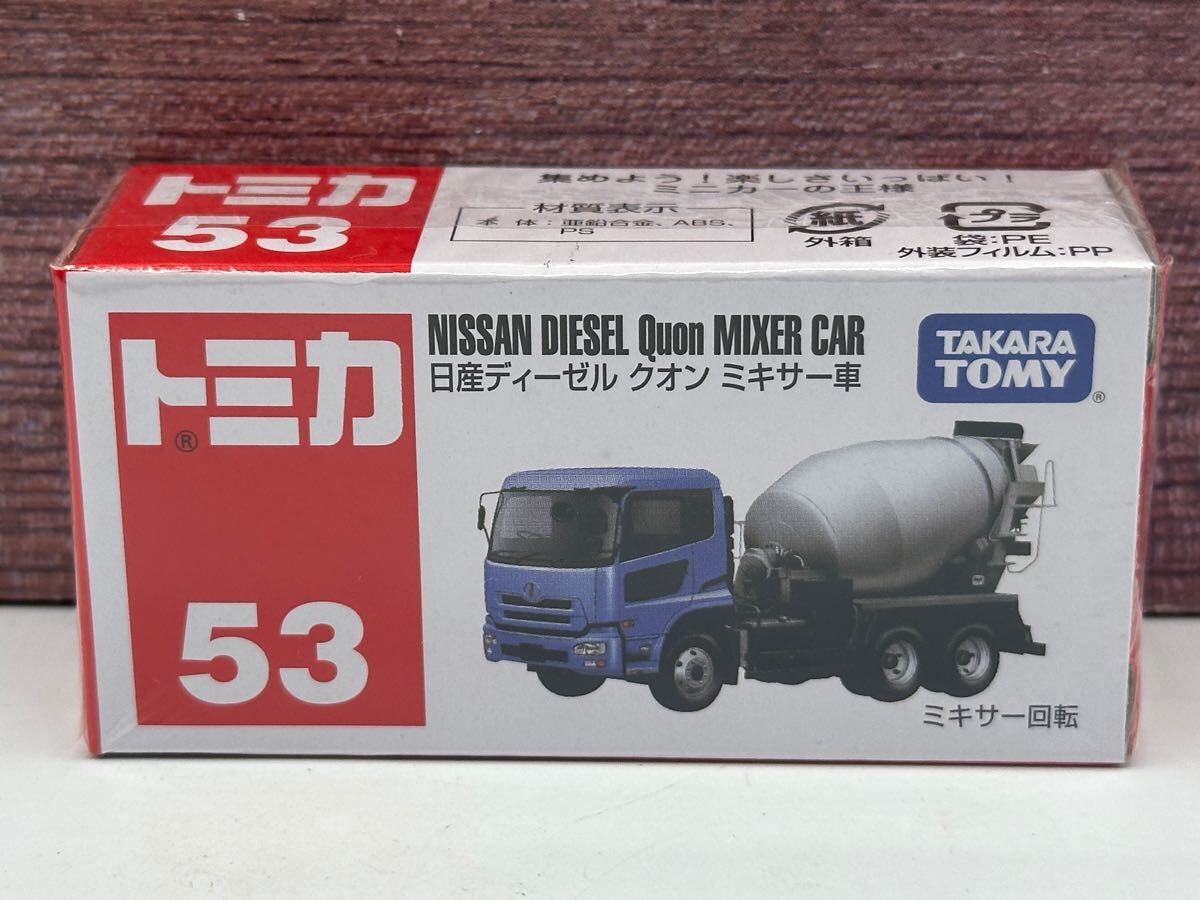 トミカ
53
集めよう！楽しさいっぱい！
ミニカーの王様
材質表示
本 体：亜鉛合金、ABS、
PS
紙
外箱
プラ
袋:PE
外装フィルム:PP
トミカ®
53
NISSAN DIESEL Quon MIXER CAR
日産ディーゼル クオン ミキサー車
TAKARA
TOMY®
ミキサー回転